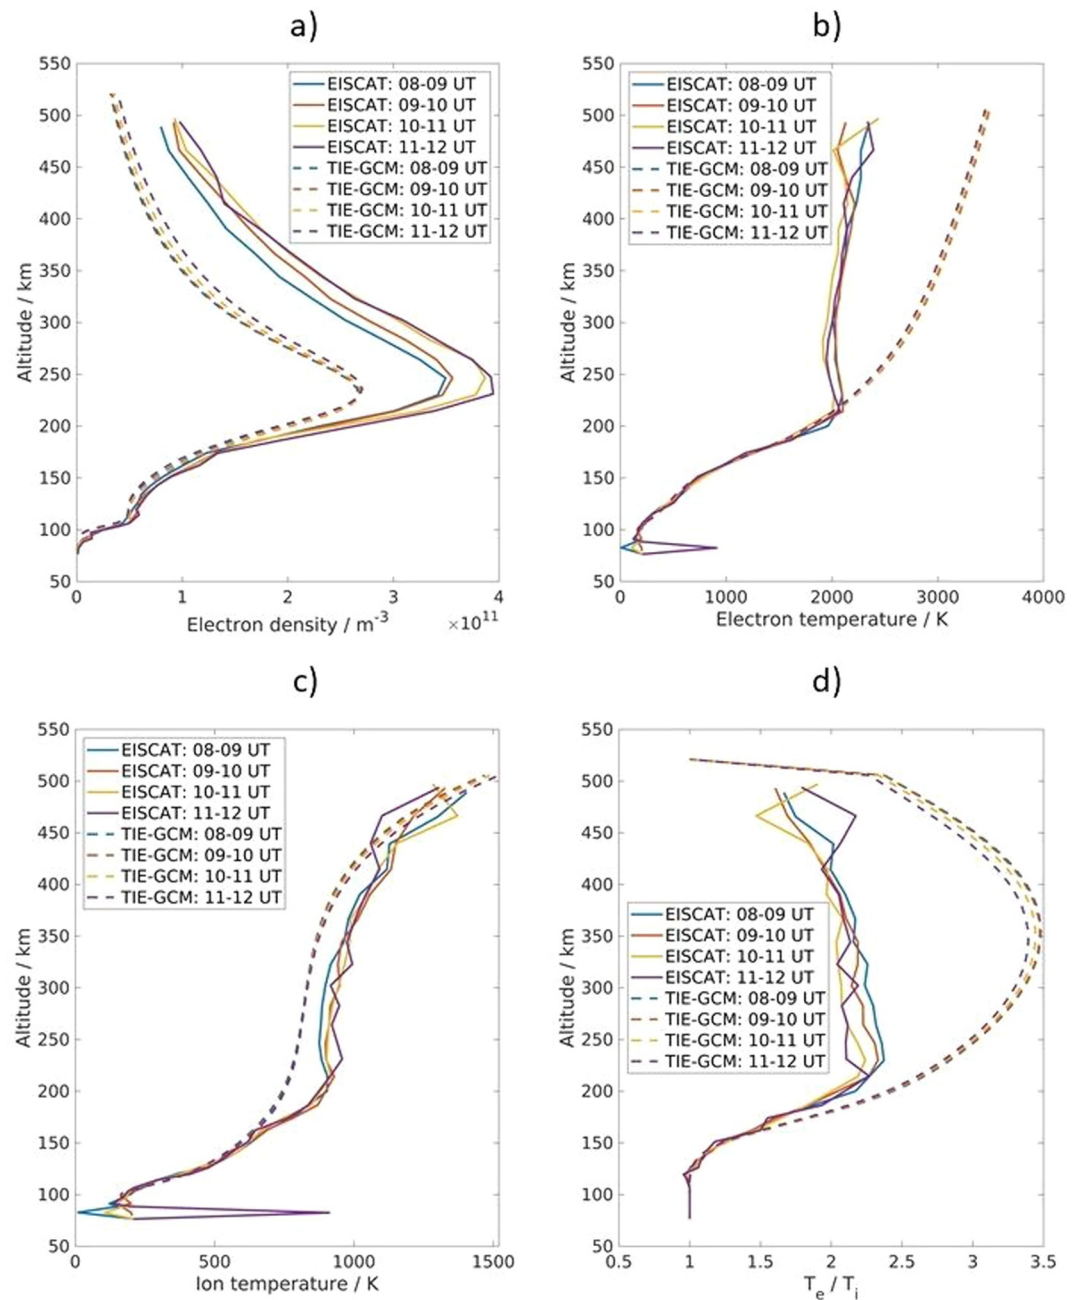 a)
550
500
450
400
350
300
250
200
150
100
50
Altitude / km
EISCAT: 08-09 UT
EISCAT: 09-10 UT
EISCAT: 10-11 UT
EISCAT: 11-12 UT
TIE-GCM: 08-09 UT
TIE-GCM: 09-10 UT
TIE-GCM: 10-11 UT
TIE-GCM: 11-12 UT
0 1 2 3 4
Electron density / m⁻³ ×10¹¹
b)
550
500
450
400
350
300
250
200
150
100
50
Altitude / km
EISCAT: 08-09 UT
EISCAT: 09-10 UT
EISCAT: 10-11 UT
EISCAT: 11-12 UT
TIE-GCM: 08-09 UT
TIE-GCM: 09-10 UT
TIE-GCM: 10-11 UT
TIE-GCM: 11-12 UT
0 1000 2000 3000 4000
Electron temperature / K
c)
550
500
450
400
350
300
250
200
150
100
50
Altitude / km
EISCAT: 08-09 UT
EISCAT: 09-10 UT
EISCAT: 10-11 UT
EISCAT: 11-12 UT
TIE-GCM: 08-09 UT
TIE-GCM: 09-10 UT
TIE-GCM: 10-11 UT
TIE-GCM: 11-12 UT
0 500 1000 1500
Ion temperature / K
d)
550
500
450
400
350
300
250
200
150
100
50
Altitude / km
EISCAT: 08-09 UT
EISCAT: 09-10 UT
EISCAT: 10-11 UT
EISCAT: 11-12 UT
TIE-GCM: 08-09 UT
TIE-GCM: 09-10 UT
TIE-GCM: 10-11 UT
TIE-GCM: 11-12 UT
0.5 1 1.5 2 2.5 3 3.5
Tₑ / Tᵢ